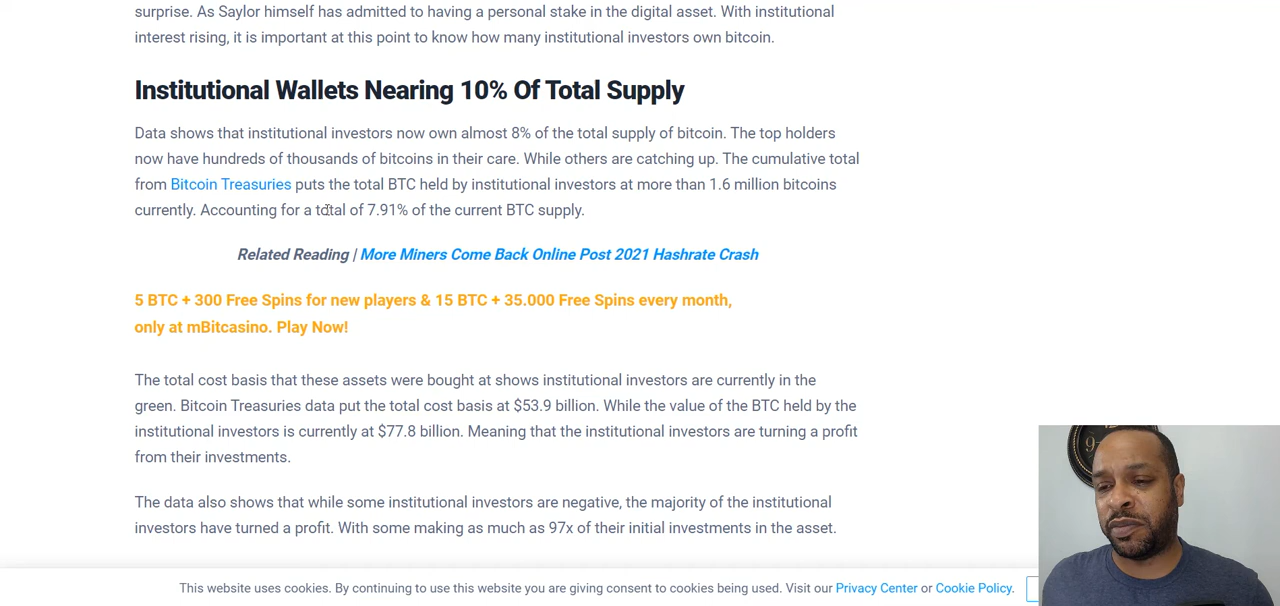 surprise. As Saylor himself has admitted to having a personal stake in the digital asset. With institutional
interest rising, it is important at this point to know how many institutional investors own bitcoin.
Institutional Wallets Nearing 10% Of Total Supply
Data shows that institutional investors now own almost 8% of the total supply of bitcoin. The top holders
now have hundreds of thousands of bitcoins in their care. While others are catching up. The cumulative total
from Bitcoin Treasuries puts the total BTC held by institutional investors at more than 1.6 million bitcoins
currently. Accounting for a total of 7.91% of the current BTC supply.
Related Reading | More Miners Come Back Online Post 2021 Hashrate Crash
5 BTC + 300 Free Spins for new players & 15 BTC + 35.000 Free Spins every month,
only at mBitcasino. Play Now!
The total cost basis that these assets were bought at shows institutional investors are currently in the
green. Bitcoin Treasuries data put the total cost basis at $53.9 billion. While the value of the BTC held by the
institutional investors is currently at $77.8 billion. Meaning that the institutional investors are turning a profit
from their investments.
The data also shows that while some institutional investors are negative, the majority of the institutional
investors have turned a profit. With some making as much as 97x of their initial investments in the asset.
This website uses cookies. By continuing to use this website you are giving consent to cookies being used. Visit our Privacy Center or Cookie Policy.